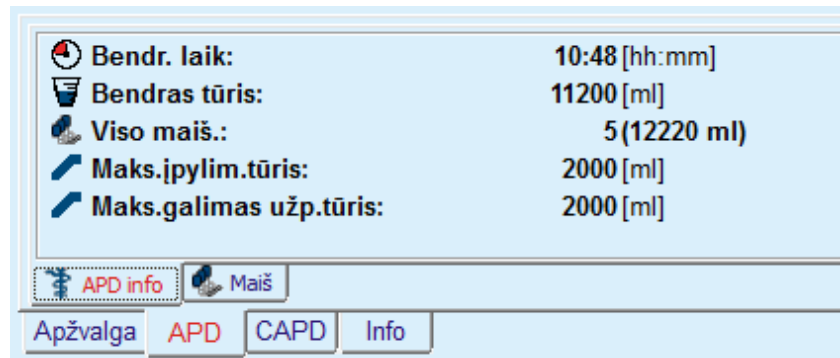 Bendr. laik: 10:48 [hh:mm]
Bendras tūris: 11200 [ml]
Viso maiš.: 5 (12220 ml)
Maks.įpylim.tūris: 2000 [ml]
Maks.galimas užp.tūris: 2000 [ml]
APD info Maiš
Apžvalga APD CAPD Info